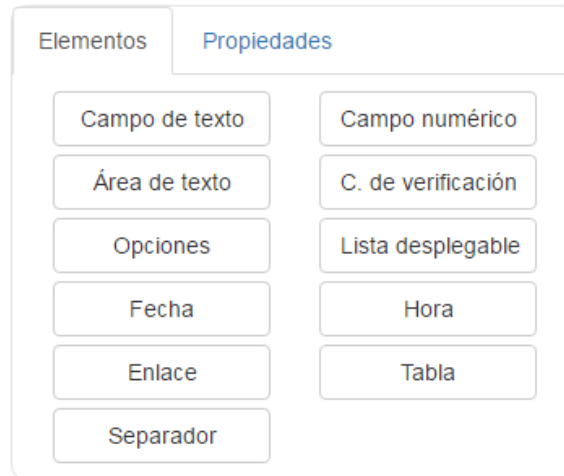 Elementos Propiedades
Campo de texto Campo numérico
Área de texto C. de verificación
Opciones Lista desplegable
Fecha Hora
Enlace Tabla
Separador